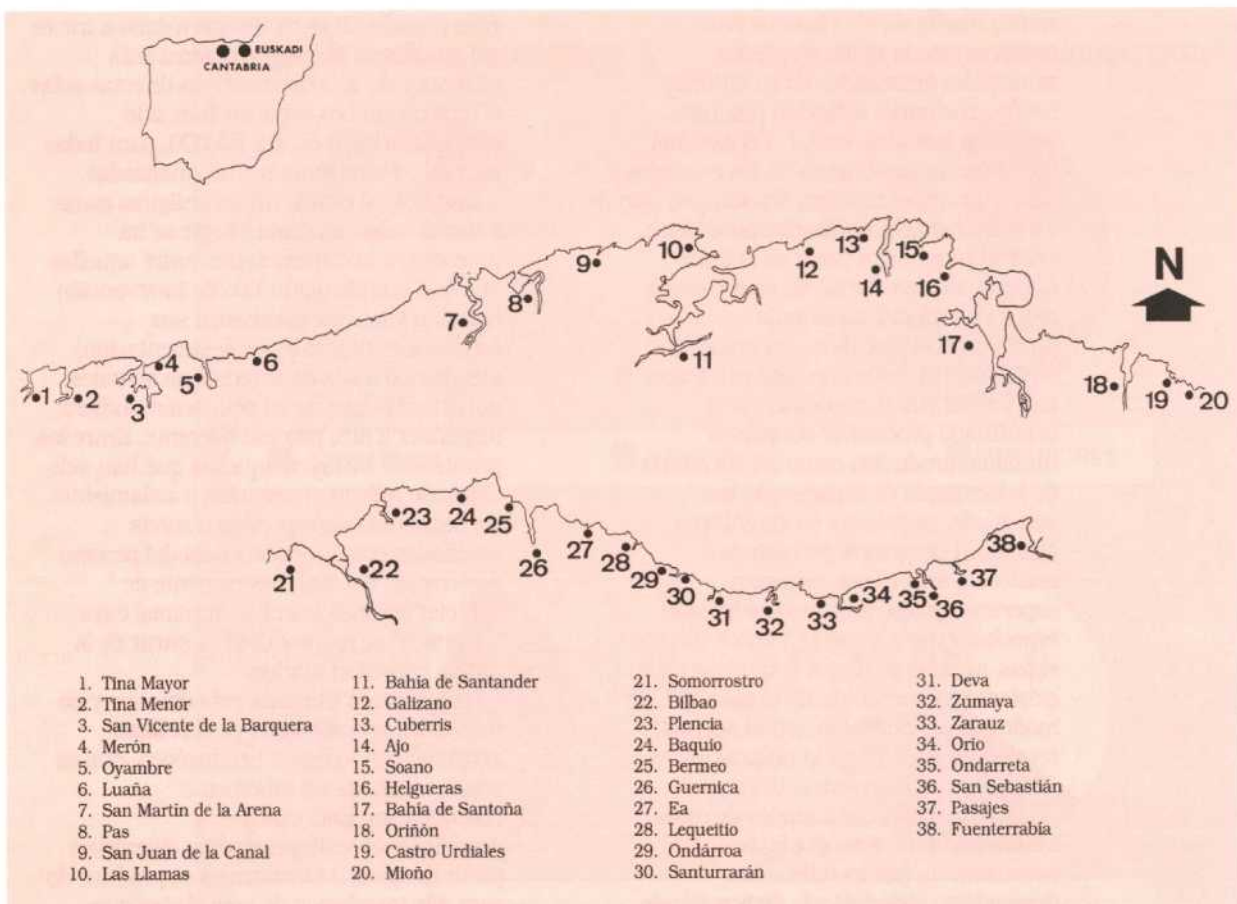 EUSKADI
CANTABRIA
N
1
2
3
4
5
6
7
8
9
10
11
12
13
14
15
16
17
18
19
20
21
22
23
24
25
26
27
28
29
30
31
32
33
34
35
36
37
38
1. Tina Mayor
2. Tina Menor
3. San Vicente de la Barquera
4. Merón
5. Oyambre
6. Luaña
7. San Martín de la Arena
8. Pas
9. San Juan de la Canal
10. Las Llamas
11. Bahía de Santander
12. Galizano
13. Cuberris
14. Ajo
15. Soano
16. Helgueras
17. Bahía de Santoña
18. Oriñón
19. Castro Urdiales
20. Mioño
21. Somorrostro
22. Bilbao
23. Plencia
24. Baquio
25. Bermeo
26. Guernica
27. Ea
28. Lequeitio
29. Ondárroa
30. Santurrarán
31. Deva
32. Zumaya
33. Zarauz
34. Orio
35. Ondarreta
36. San Sebastián
37. Pasajes
38. Fuenterrabía